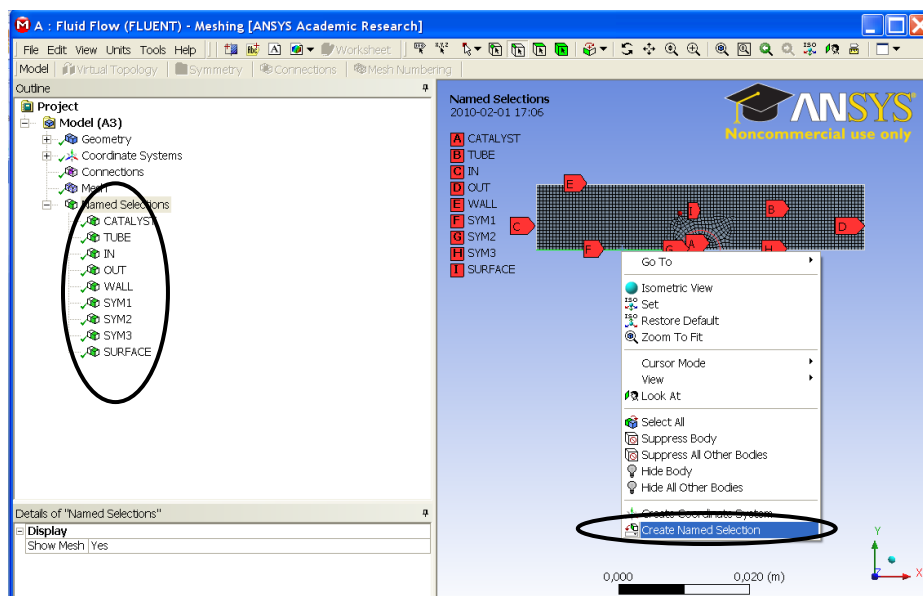 A : Fluid Flow (FLUENT) - Meshing [ANSYS Academic Research]
File Edit View Units Tools Help Worksheet
Model Virtual Topology Symmetry Connections Mesh Numbering
Outline
Project
Model (A3)
Geometry
Coordinate Systems
Connections
Mesh
Named Selections
CATALYST
TUBE
IN
OUT
WALL
SYM1
SYM2
SYM3
SURFACE
Details of "Named Selections"
Display
Show Mesh Yes
Named Selections
2010-02-01 17:06
ANSYS
Noncommercial use only
A CATALYST
B TUBE
C IN
D OUT
E WALL
F SYM1
G SYM2
H SYM3
I SURFACE
E
I
B
C
D
F
G
A
H
Go To
Isometric View
ISO Set
ISO Restore Default
Zoom To Fit
Cursor Mode
View
Look At
Select All
Suppress Body
Suppress All Other Bodies
Hide Body
Hide All Other Bodies
Create Coordinate System
Create Named Selection
0,000
0,020 (m)
Y
Z
X